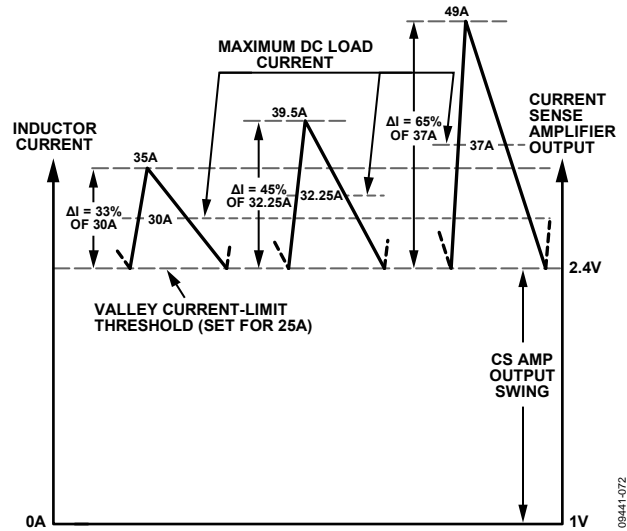 49A
MAXIMUM DC LOAD
CURRENT
39.5A
INDUCTOR
CURRENT
ΔI = 65%
OF 37A
CURRENT
SENSE
AMPLIFIER
OUTPUT
35A
37A
ΔI = 45%
OF 32.25A
32.25A
ΔI = 33%
OF 30A
30A
2.4V
VALLEY CURRENT-LIMIT
THRESHOLD (SET FOR 25A)
CS AMP
OUTPUT
SWING
0A
1V
09441-072